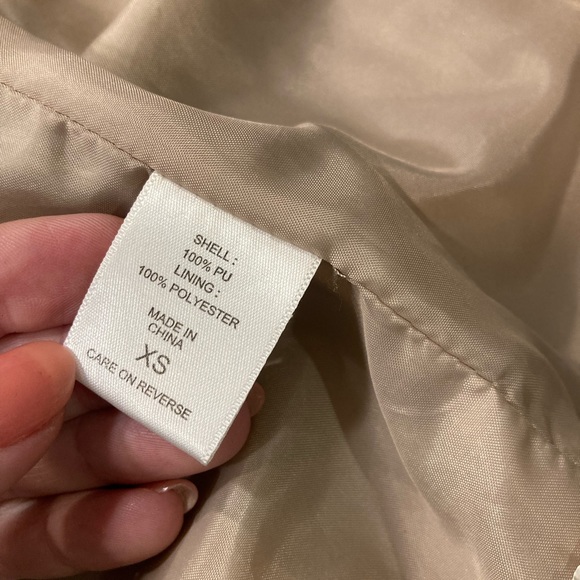 SHELL :
100% PU
LINING :
100% POLYESTER
MADE IN
CHINA
XS
CARE ON REVERSE